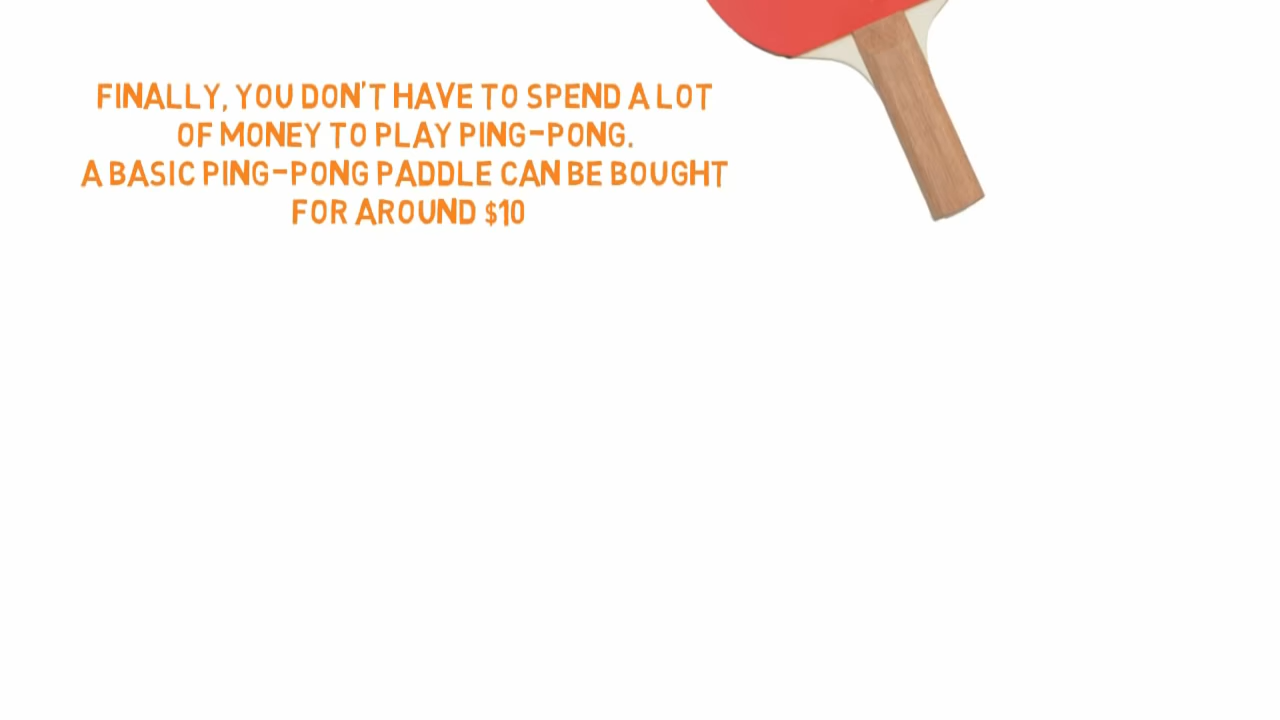 FINALLY, YOU DON'T HAVE TO SPEND A LOT
OF MONEY TO PLAY PING-PONG.
A BASIC PING-PONG PADDLE CAN BE BOUGHT
FOR AROUND $10